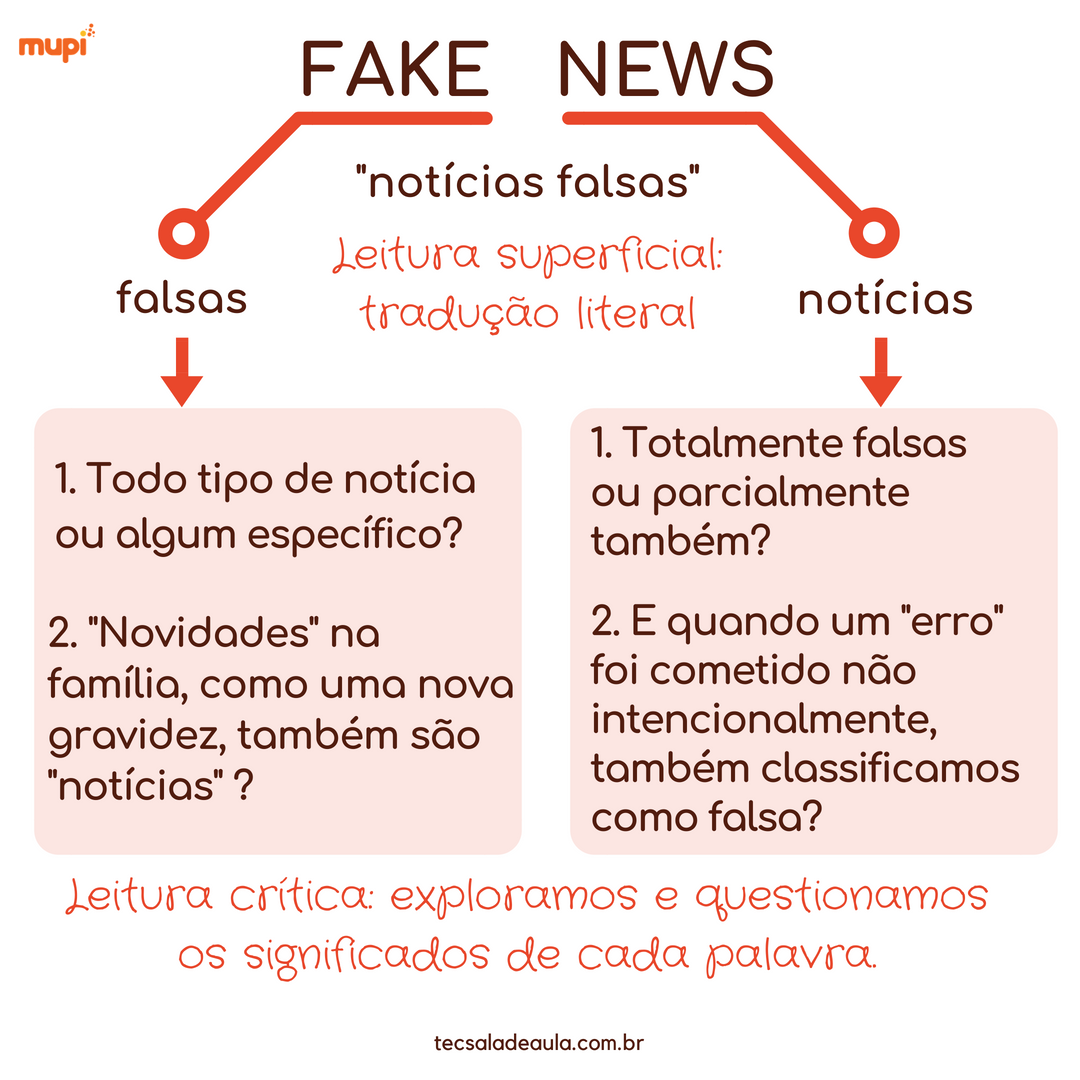 mupi
FAKE NEWS
"notícias falsas"
Leitura superficial:
tradução literal
falsas
notícias
1. Todo tipo de notícia
ou algum específico?
2. "Novidades" na
família, como uma nova
gravidez, também são
"notícias" ?
1. Totalmente falsas
ou parcialmente
também?
2. E quando um "erro"
foi cometido não
intencionalmente,
também classificamos
como falsa?
Leitura crítica: exploramos e questionamos
os significados de cada palavra.
tecsaladeaula.com.br